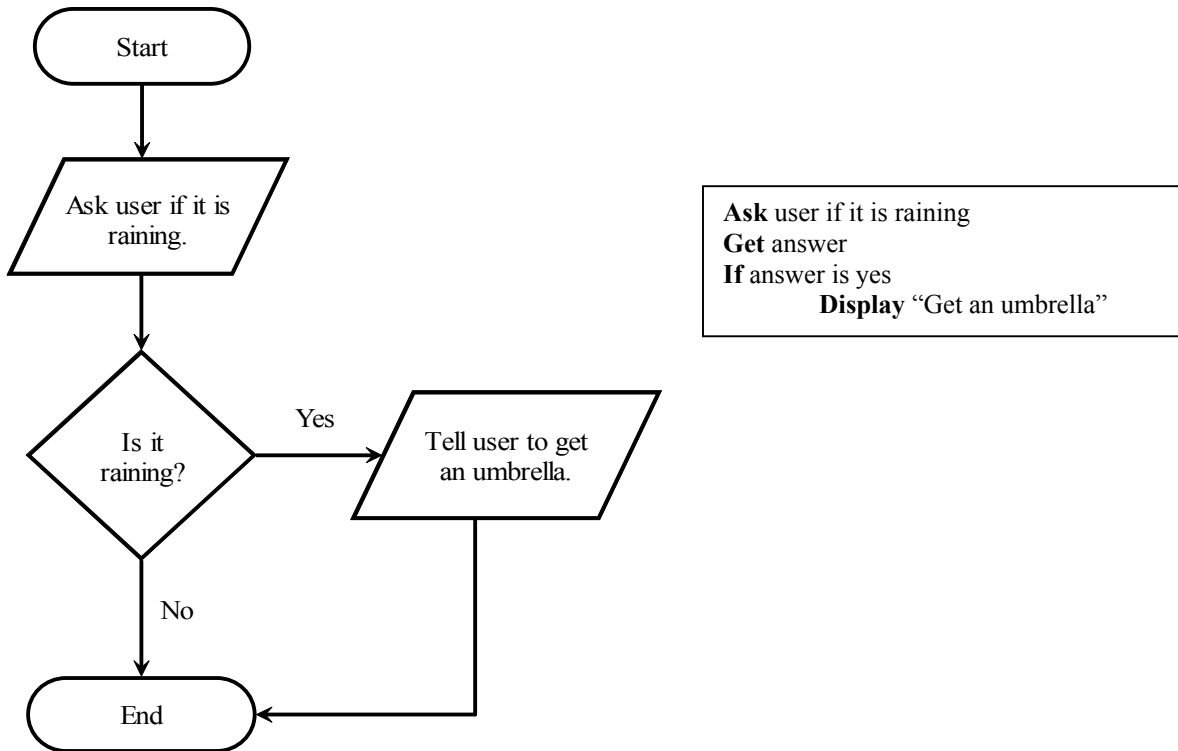 Start
Ask user if it is
raining.
Is it
raining?
Yes
Tell user to get
an umbrella.
No
End
Ask user if it is raining
Get answer
If answer is yes
Display “Get an umbrella”